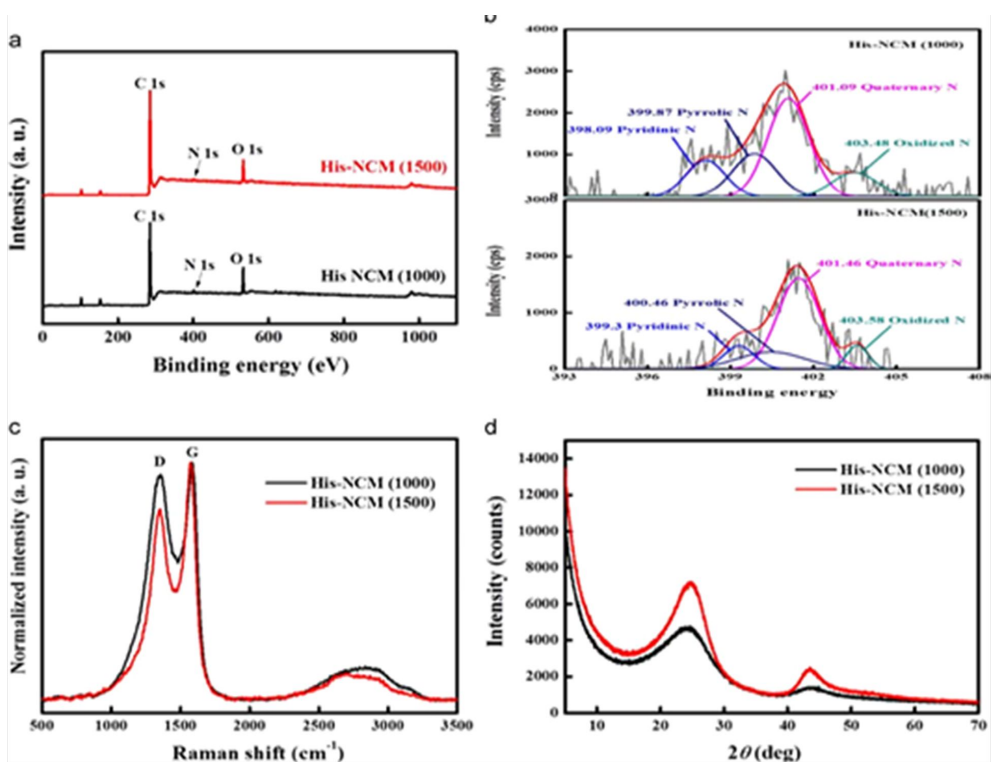 a
C 1s
N 1s
O 1s
His-NCM (1500)
C 1s
N 1s
O 1s
His NCM (1000)
Intensity (a. u.)
0 200 400 600 800 1000
Binding energy (eV)
b
His-NCM (1000)
4000
3000
2000
1000
0
Intensity (cps)
401.09 Quaternary N
399.87 Pyrrolic N
398.09 Pyridinic N
403.48 Oxidized N
His-NCM(1500)
3000
2000
1000
0
Intensity (cps)
401.46 Quaternary N
400.46 Pyrrolic N
399.3 Pyridinic N
403.58 Oxidized N
393 396 399 402 405 408
Binding energy
c
D
G
His-NCM (1000)
His-NCM (1500)
Normalized intensity (a. u.)
500 1000 1500 2000 2500 3000 3500
Raman shift (cm⁻¹)
d
14000
12000
10000
8000
6000
4000
2000
0
His-NCM (1000)
His-NCM (1500)
Intensity (counts)
10 20 30 40 50 60 70
2θ (deg)